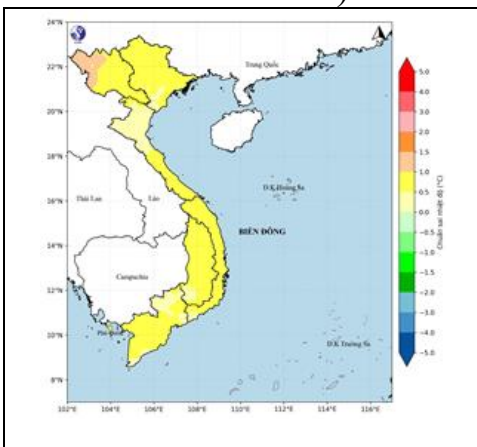 24°N
22°N
20°N
18°N
16°N
14°N
12°N
10°N
8°N
Trung Quốc
Thái Lan
Lào
D.K.Hoàng Sa
BIỂN ĐÔNG
Campuchia
D.K Trường Sa
102°E 104°E 106°E 108°E 110°E 112°E 114°E 116°E
5.0
4.0
3.0
2.0
1.5
1.0
0.5
0.0
−0.5
−1.0
−1.5
−2.0
−3.0
−4.0
−5.0
Chuẩn sai nhiệt độ (°C)